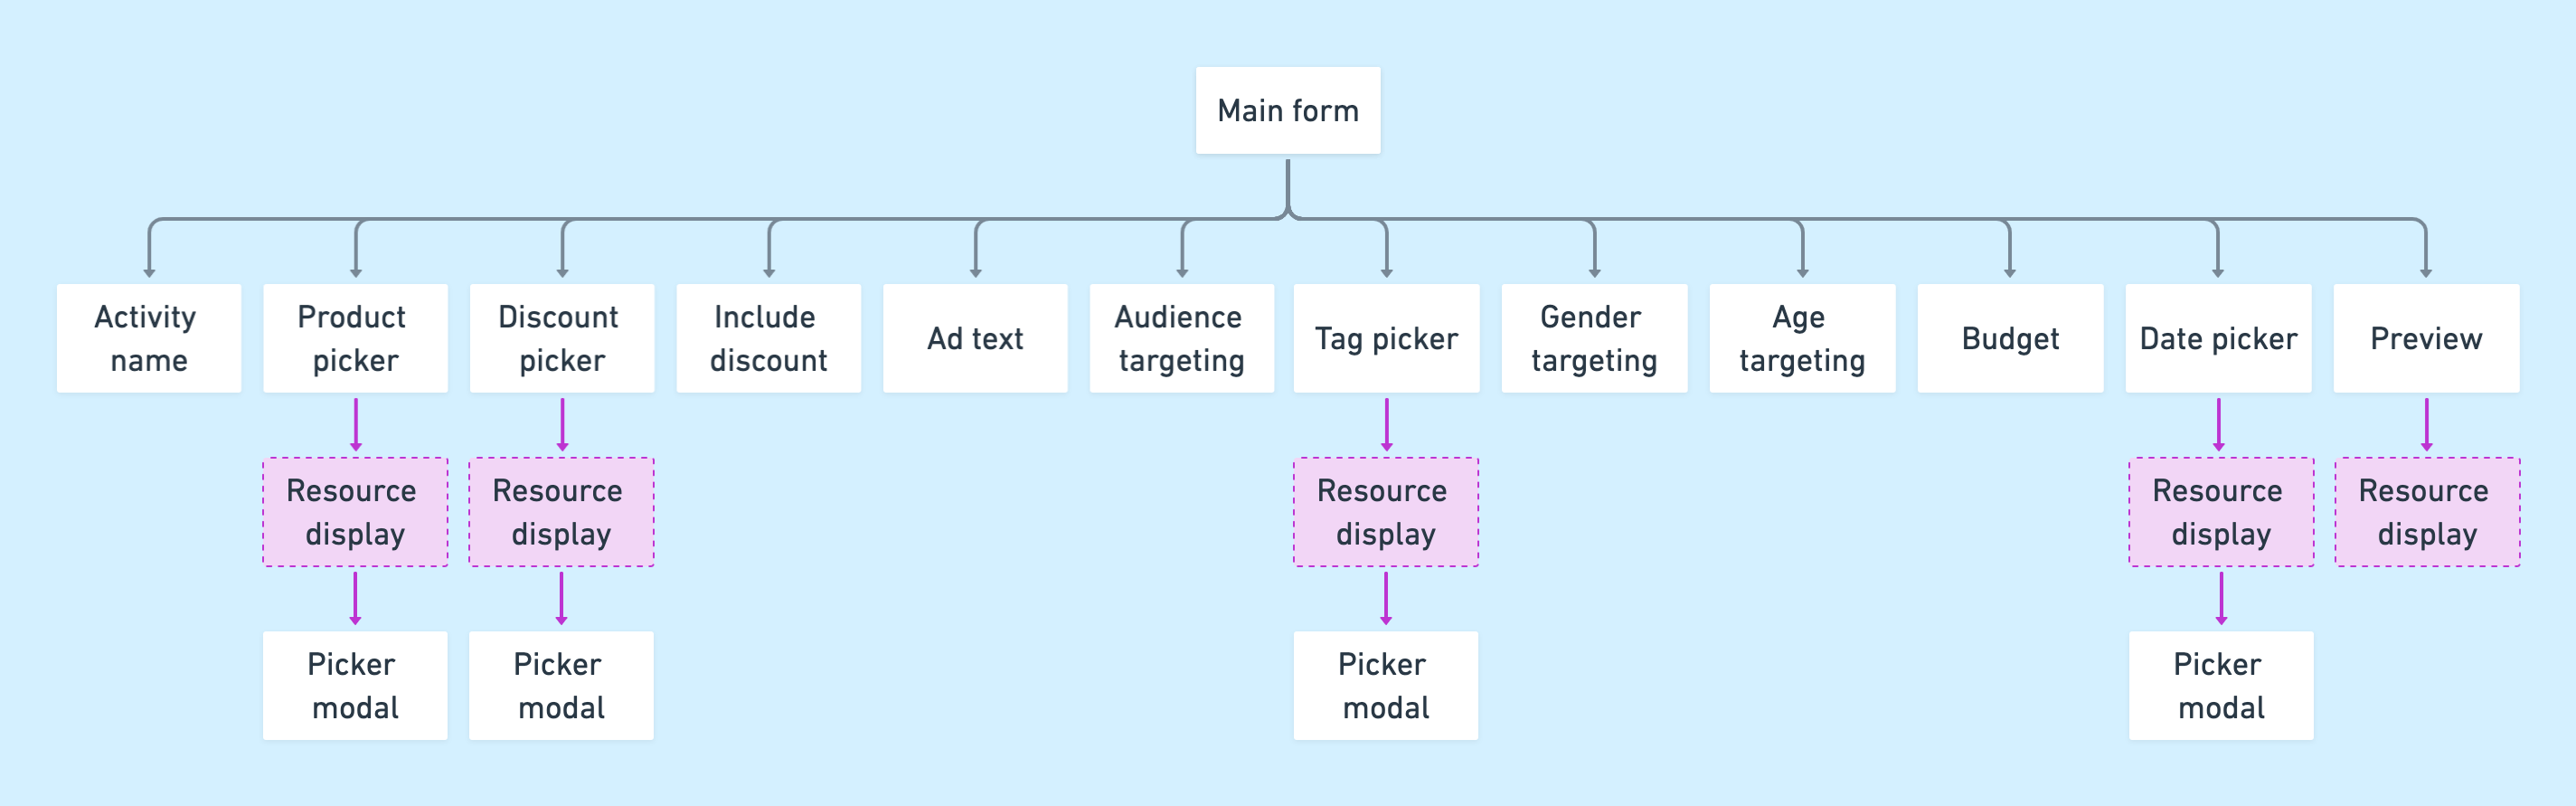 Main form
Activity
name
Product
picker
Discount
picker
Include
discount
Ad text
Audience
targeting
Tag picker
Gender
targeting
Age
targeting
Budget
Date picker
Preview
Resource
display
Resource
display
Resource
display
Resource
display
Resource
display
Picker
modal
Picker
modal
Picker
modal
Picker
modal